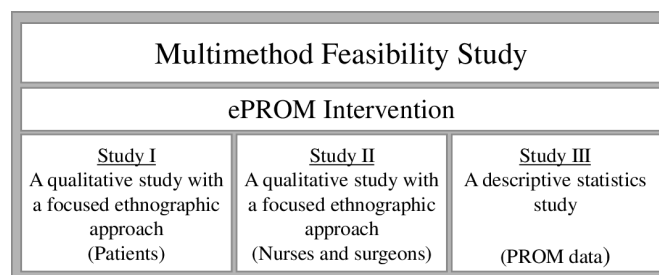 Multimethod Feasibility Study
ePROM Intervention
Study I
A qualitative study with
a focused ethnographic
approach
(Patients)
Study II
A qualitative study with
a focused ethnographic
approach
(Nurses and surgeons)
Study III
A descriptive statistics
study
(PROM data)